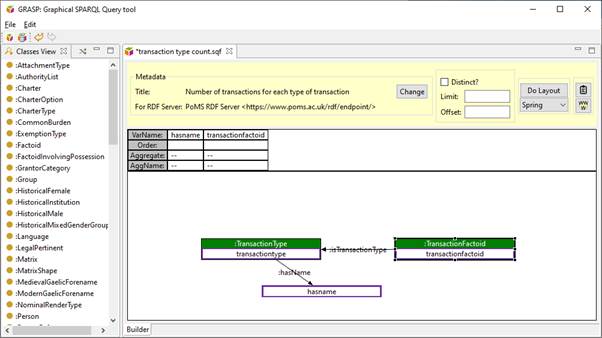 GRASP: Graphical SPARQL Query tool
File Edit
Classes View
*transaction type count.sqf
:AttachmentType
:AuthorityList
:Charter
:CharterOption
:CharterType
:CommonBurden
:ExemptionType
:Factoid
:FactoidInvolvingPossession
:GrantorCategory
:Group
:HistoricalFemale
:HistoricalInstitution
:HistoricalMale
:HistoricalMixedGenderGroup
:Language
:LegalPertinent
:Matrix
:MatrixShape
:MedievalGaelicForename
:ModernGaelicForename
:NominalRenderType
:Person
Metadata
Title: Number of transactions for each type of transaction
For RDF Server: PoMS RDF Server <https://www.poms.ac.uk/rdf/endpoint/>
Change
Distinct?
Limit:
Offset:
Do Layout
Spring
VarName: hasname transactionfactoid
Order:
Aggregate: -- --
AggName: -- --
:TransactionType
transactiontype
:isTransactionType
:TransactionFactoid
transactionfactoid
:hasName
hasname
Builder